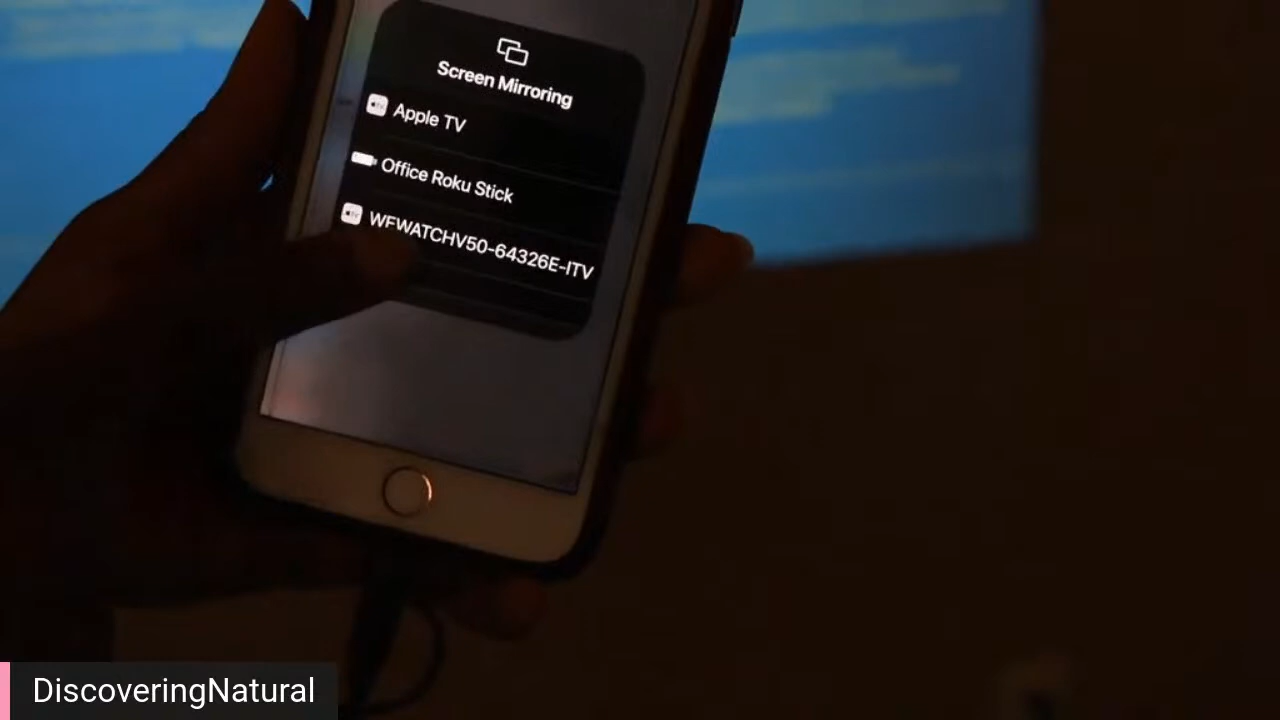 Screen Mirroring
Apple TV
Office Roku Stick
WFWATCHV50-64326E-ITV
DiscoveringNatural